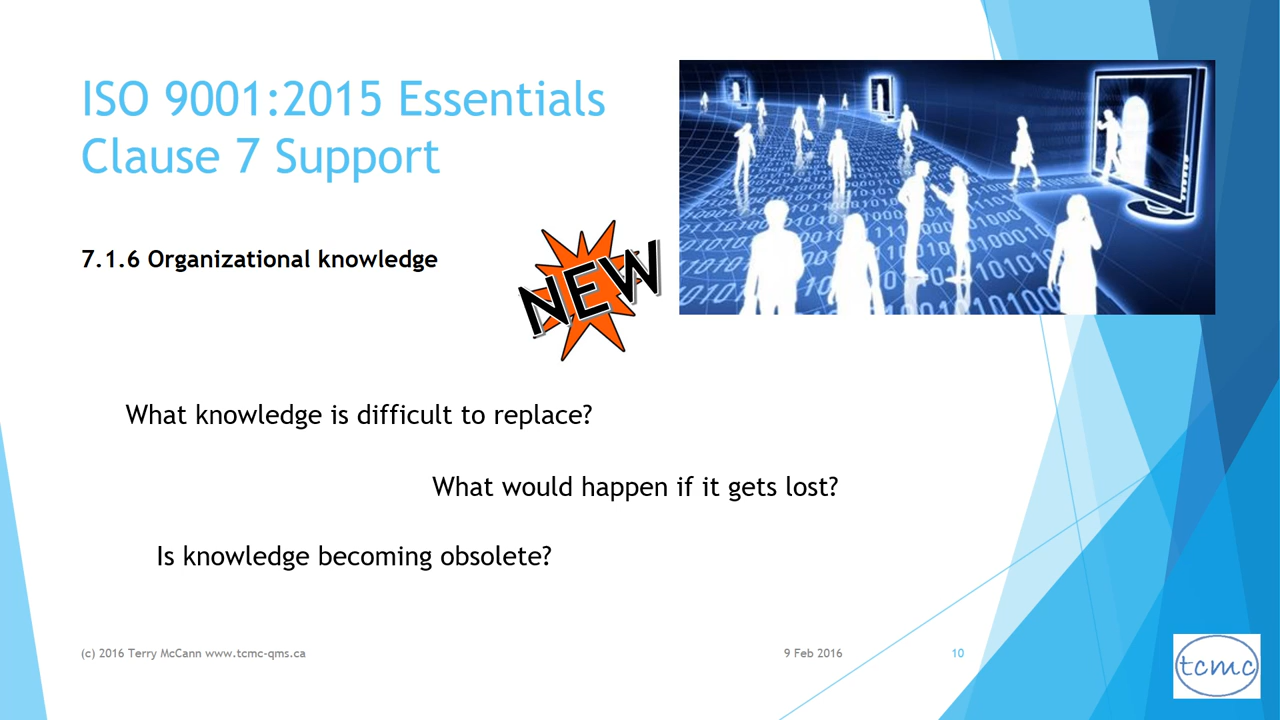 ISO 9001:2015 Essentials
Clause 7 Support
7.1.6 Organizational knowledge
NEW
What knowledge is difficult to replace?
What would happen if it gets lost?
Is knowledge becoming obsolete?
(c) 2016 Terry McCann www.tcmc-qms.ca
9 Feb 2016
10
tcmc